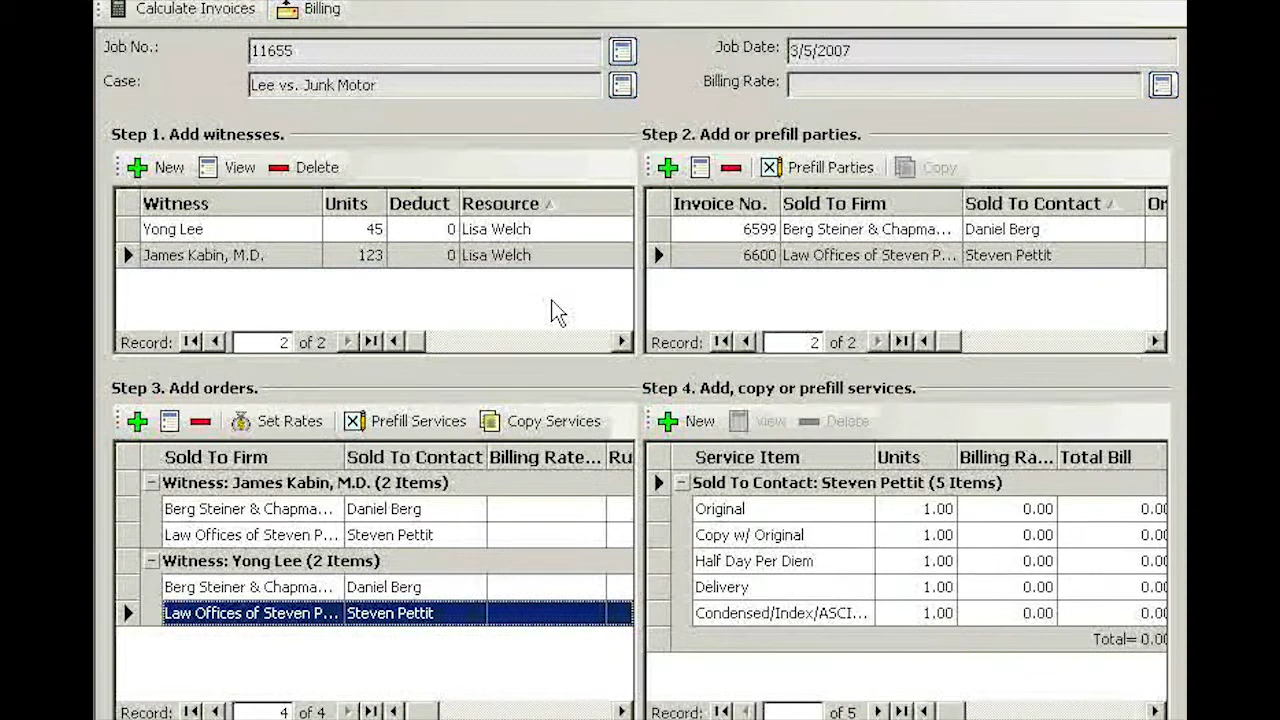 Calculate Invoices Billing
Job No.: 11655 Job Date: 3/5/2007
Case: Lee vs. Junk Motor Billing Rate:
Step 1. Add witnesses.
New View Delete
Witness Units Deduct Resource
Yong Lee 45 0 Lisa Welch
James Kabin, M.D. 123 0 Lisa Welch
Record: 2 of 2
Step 2. Add or prefill parties.
Prefill Parties Copy
Invoice No. Sold To Firm Sold To Contact Or
6599 Berg Steiner & Chapma... Daniel Berg
6600 Law Offices of Steven P... Steven Pettit
Record: 2 of 2
Step 3. Add orders.
Set Rates Prefill Services Copy Services
Sold To Firm Sold To Contact Billing Rate... Ru
Witness: James Kabin, M.D. (2 Items)
Berg Steiner & Chapma... Daniel Berg
Law Offices of Steven P... Steven Pettit
Witness: Yong Lee (2 Items)
Berg Steiner & Chapma... Daniel Berg
Law Offices of Steven P... Steven Pettit
Record: 4 of 4
Step 4. Add, copy or prefill services.
New View Delete
Service Item Units Billing Ra... Total Bill
Sold To Contact: Steven Pettit (5 Items)
Original 1.00 0.00 0.00
Copy w/ Original 1.00 0.00 0.00
Half Day Per Diem 1.00 0.00 0.00
Delivery 1.00 0.00 0.00
Condensed/Index/ASCI... 1.00 0.00 0.00
Total= 0.00
Record: of 5